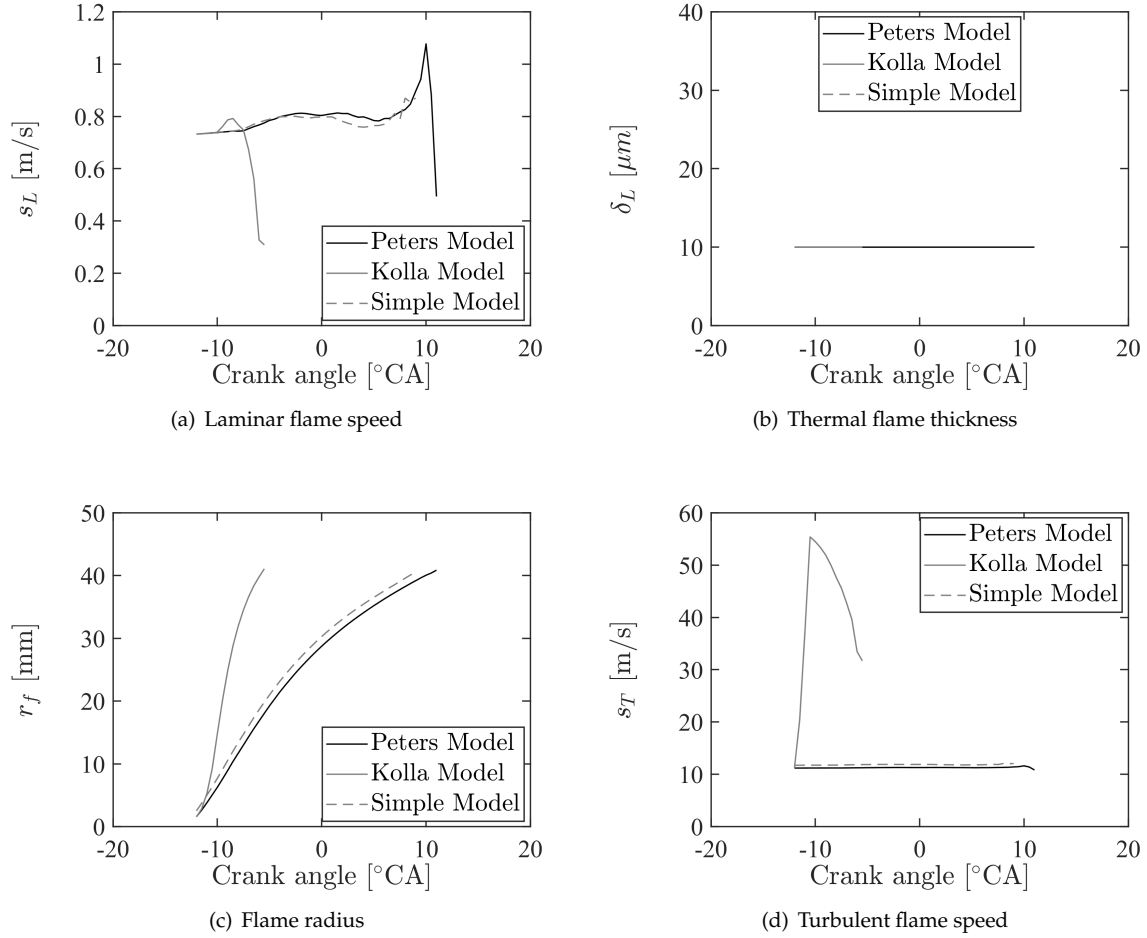 1.2
1
0.8
0.6
0.4
0.2
0
-20 -10 0 10 20
s_L [m/s]
Crank angle [°CA]
Peters Model
Kolla Model
Simple Model
(a) Laminar flame speed
40
30
20
10
0
-20 -10 0 10 20
δ_L [μm]
Crank angle [°CA]
Peters Model
Kolla Model
Simple Model
(b) Thermal flame thickness
50
40
30
20
10
0
-20 -10 0 10 20
r_f [mm]
Crank angle [°CA]
Peters Model
Kolla Model
Simple Model
(c) Flame radius
60
50
40
30
20
10
0
-20 -10 0 10 20
s_T [m/s]
Crank angle [°CA]
Peters Model
Kolla Model
Simple Model
(d) Turbulent flame speed